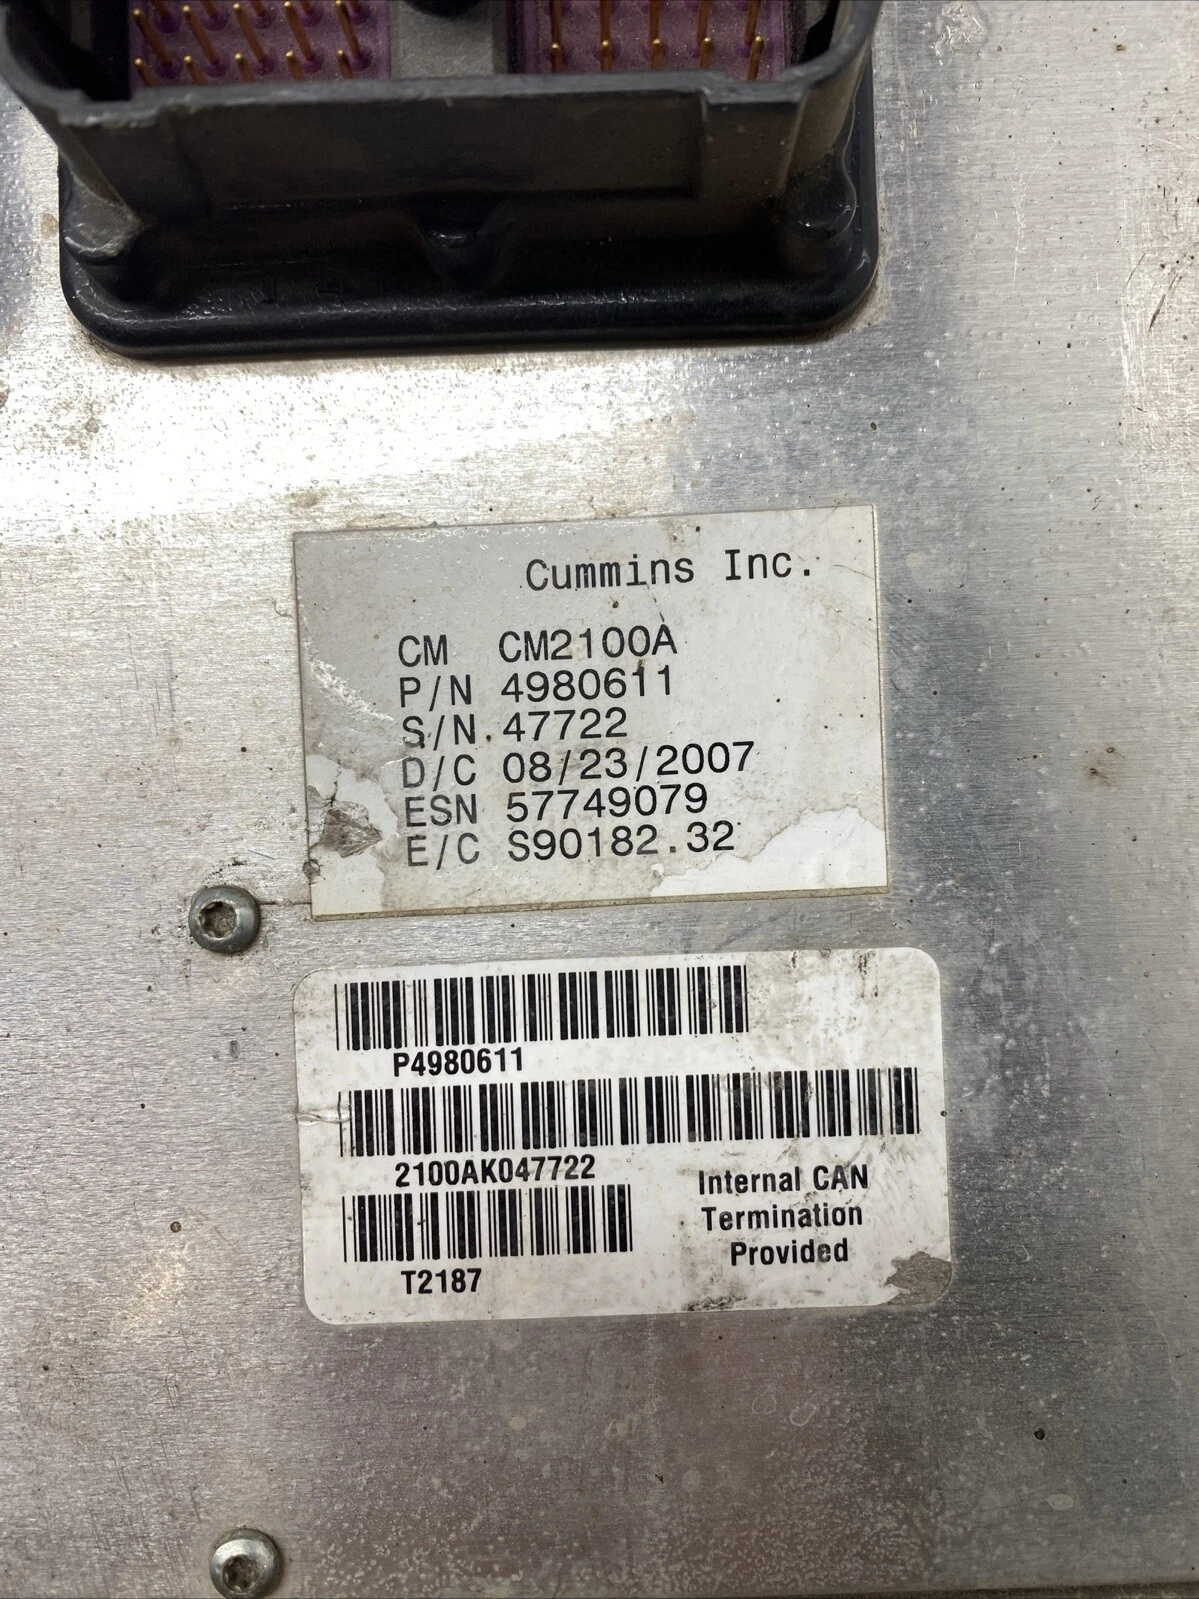 Cummins Inc.
CM CM2100A
P/N 4980611
S/N 47722
D/C 08/23/2007
ESN 57749079
E/C S90182.32
P4980611
2100AK047722
T2187
Internal CAN
Termination
Provided